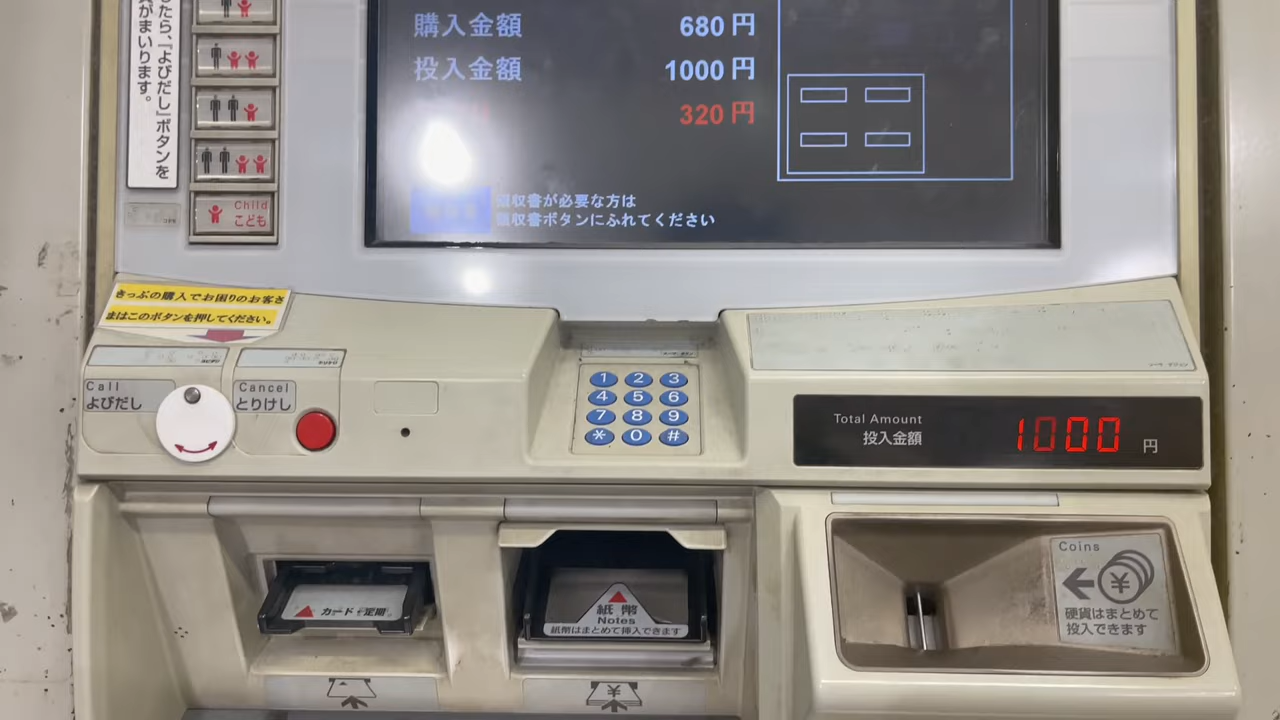 購入金額 680 円
投入金額 1000 円
320 円
領収書が必要な方は
領収書ボタンにふれてください
したら、『よびだし』ボタンを
がまいります。
Child
こども
きっぷの購入でお困りのお客さ
まはこのボタンを押してください。
Call
よびだし
Cancel
とりけし
1 2 3
4 5 6
7 8 9
* 0 #
Total Amount
投入金額
1000 円
カード・定期
紙幣
Notes
紙幣はまとめて挿入できます
Coins
¥
硬貨はまとめて
投入できます
¥